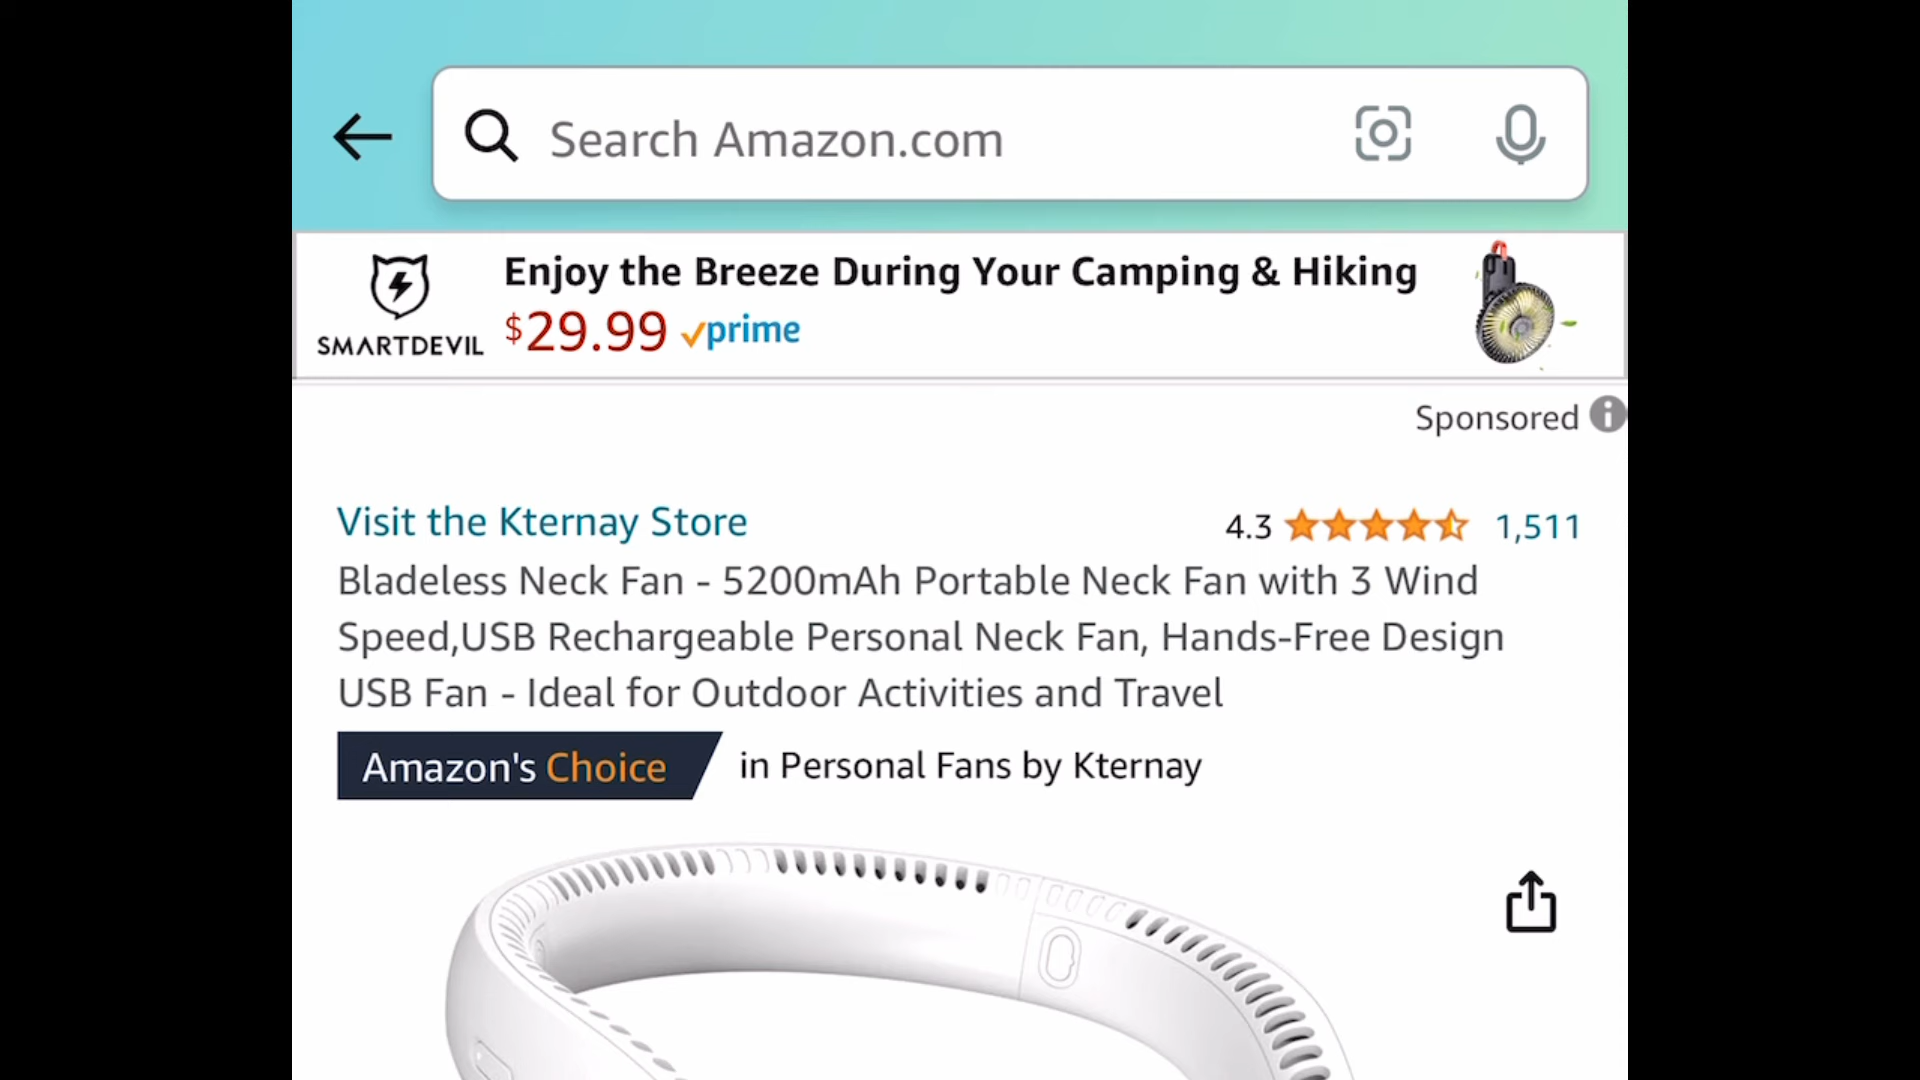 Search Amazon.com
Enjoy the Breeze During Your Camping & Hiking
SMARTDEVIL
$29.99 prime
Sponsored
Visit the Kternay Store
4.3 1,511
Bladeless Neck Fan - 5200mAh Portable Neck Fan with 3 Wind
Speed,USB Rechargeable Personal Neck Fan, Hands-Free Design
USB Fan - Ideal for Outdoor Activities and Travel
Amazon's Choice in Personal Fans by Kternay